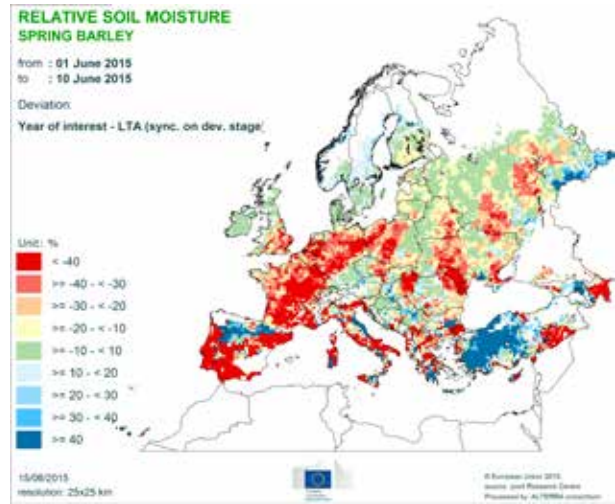 RELATIVE SOIL MOISTURE
SPRING BARLEY
from : 01 June 2015
to : 10 June 2015
Deviation:
Year of interest - LTA (sync. on dev. stage)
Unit: %
< -40
>= -40 - < -30
>= -30 - < -20
>= -20 - < -10
>= -10 - < 10
>= 10 - < 20
>= 20 - < 30
>= 30 - < 40
>= 40
15/06/2015
resolution: 25x25 km
© European Union 2015
source: Joint Research Centre
Processed by ALTERRA consortium